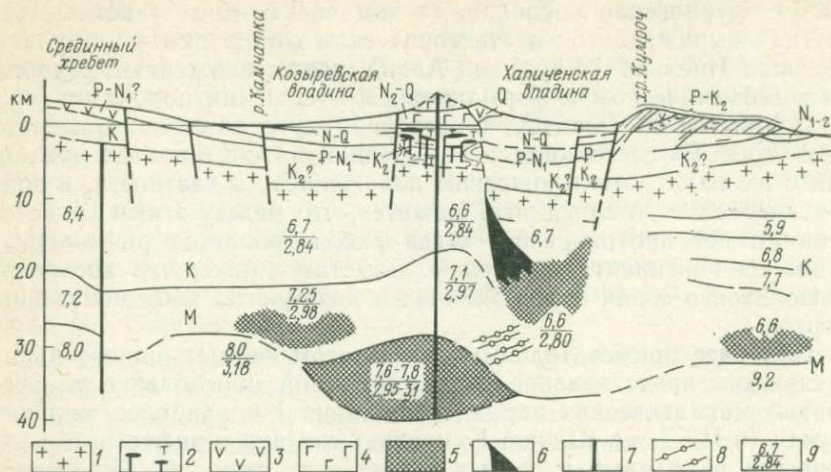 Срединный
хребет
P–N₁?
р.Камчатка
Козыревская
впадина
N₂–Q
Хапиченская
впадина
P–K₂
N₁₋₂
км
0
10
20
30
40
K
N–Q
P–N₁
K₂?
N–Q
P–N₁
K₂?
P
K₂?
K₂?
6,4
7,2
8,0
K
M
6,7
2,84
7,25
2,98
8,0
3,18
7,6–7,8
2,95–3,1
6,6
2,84
7,1
2,97
6,7
6,6
2,80
5,9
6,8
7,7
K
6,6
M
9,2
1 2 3 4 5 6 7 8 6,7 9
2,84